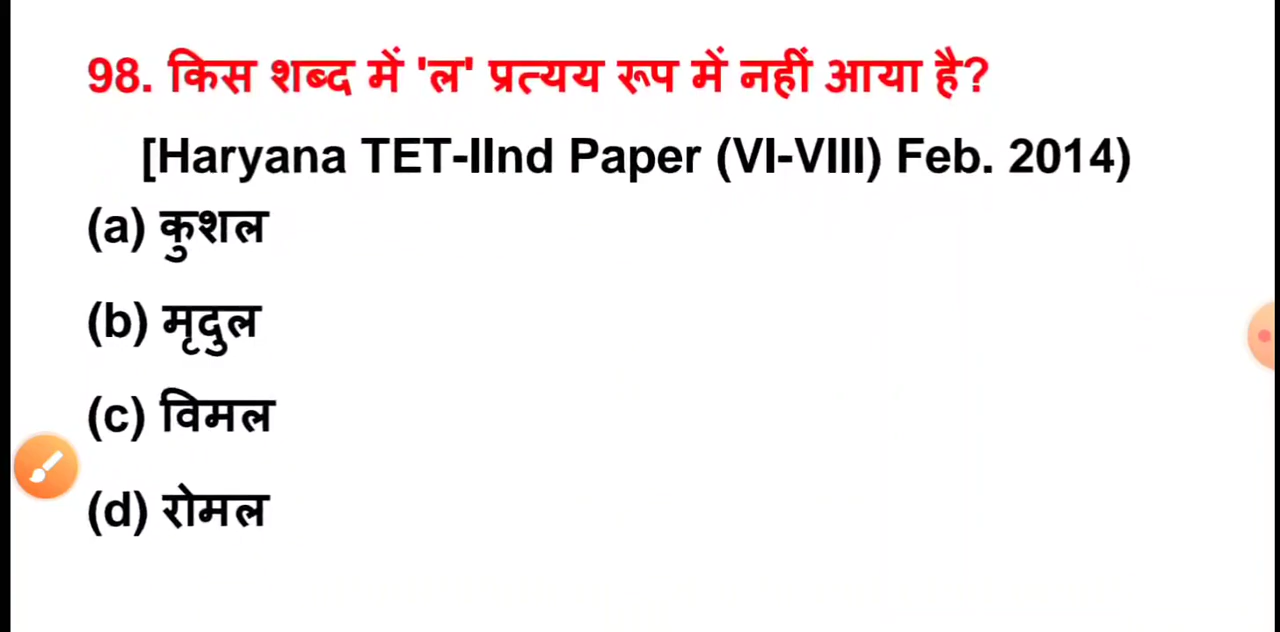 98. किस शब्द में 'ल' प्रत्यय रूप में नहीं आया है?
[Haryana TET-IInd Paper (VI-VIII) Feb. 2014)
(a) कुशल
(b) मृदुल
(c) विमल
(d) रोमल